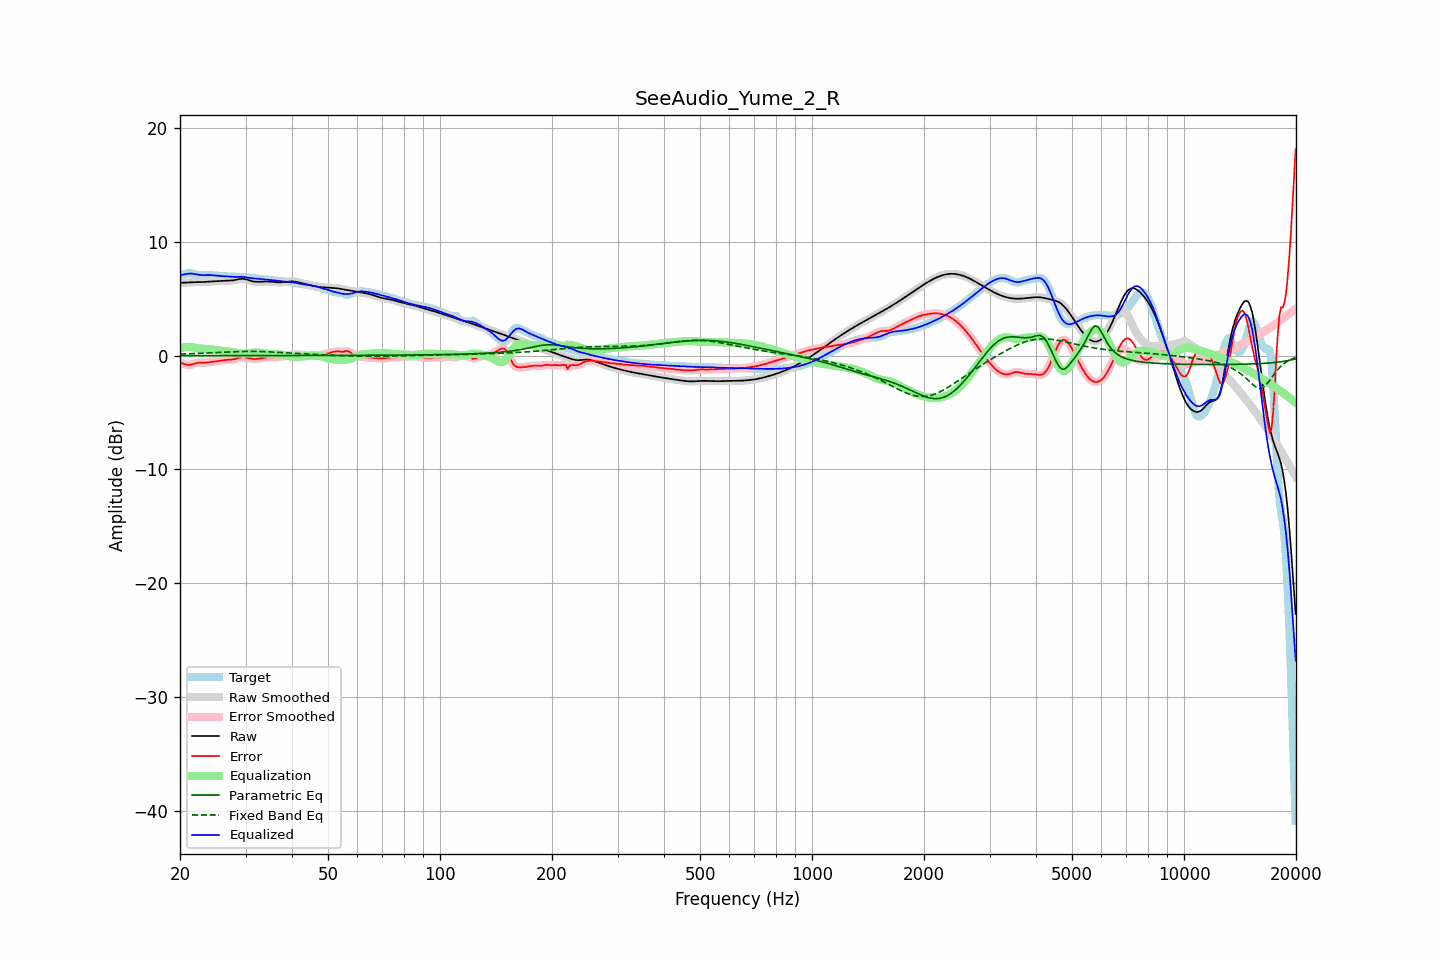 SeeAudio_Yume_2_R
20
10
0
−10
−20
−30
−40
Amplitude (dBr)
Target
Raw Smoothed
Error Smoothed
Raw
Error
Equalization
Parametric Eq
Fixed Band Eq
Equalized
20 50 100 200 500 1000 2000 5000 10000 20000
Frequency (Hz)